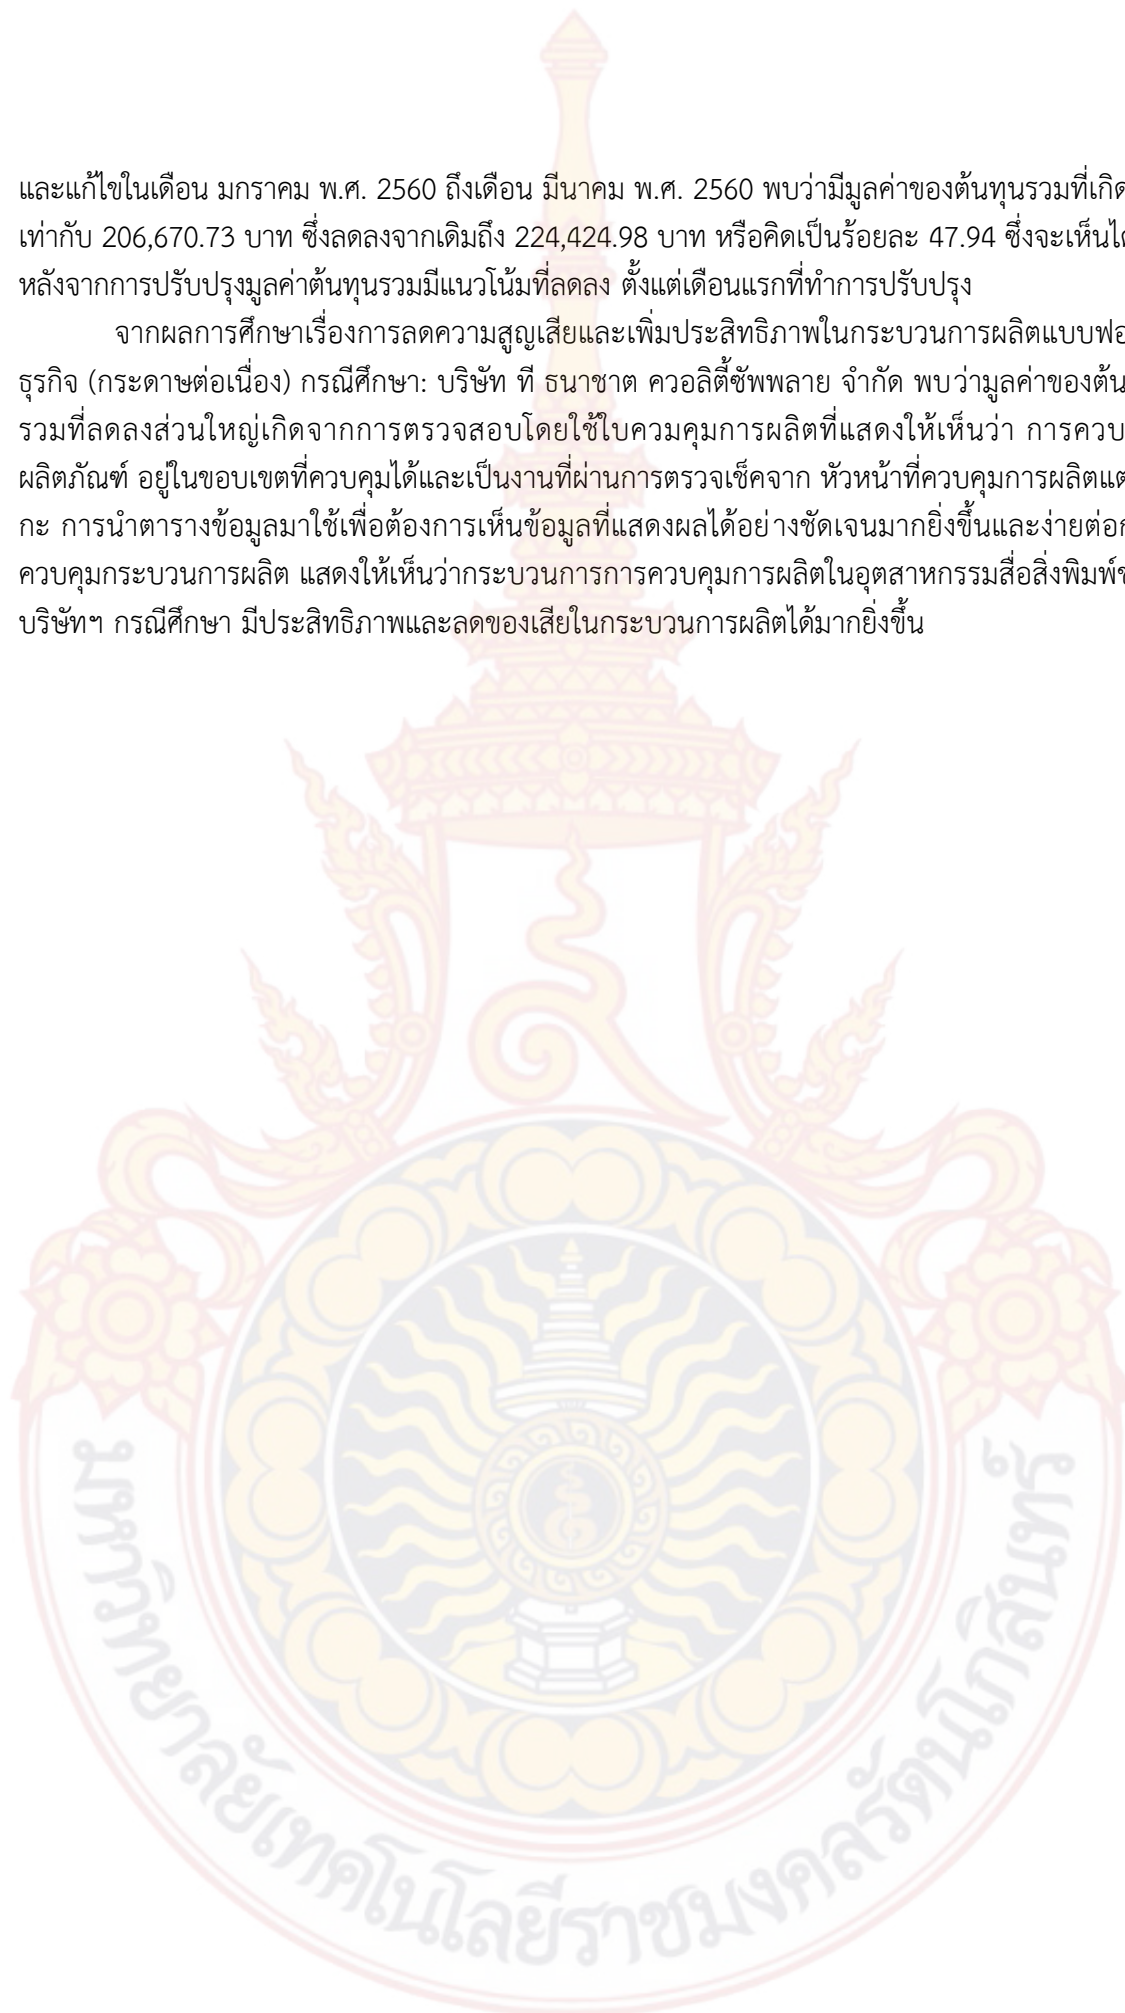 และแก้ไขในเดือน มกราคม พ.ศ. 2560 ถึงเดือน มีนาคม พ.ศ. 2560 พบว่ามีมูลค่าของต้นทุนรวมที่เกิด
เท่ากับ 206,670.73 บาท ซึ่งลดลงจากเดิมถึง 224,424.98 บาท หรือคิดเป็นร้อยละ 47.94 ซึ่งจะเห็นได้
หลังจากการปรับปรุงมูลค่าต้นทุนรวมมีแนวโน้มที่ลดลง ตั้งแต่เดือนแรกที่ทำการปรับปรุง
จากผลการศึกษาเรื่องการลดความสูญเสียและเพิ่มประสิทธิภาพในกระบวนการผลิตแบบฟอ
ธุรกิจ (กระดาษต่อเนื่อง) กรณีศึกษา: บริษัท ที ธนาชาต ควอลิตี้ซัพพลาย จำกัด พบว่ามูลค่าของต้น
รวมที่ลดลงส่วนใหญ่เกิดจากการตรวจสอบโดยใช้ใบควมคุมการผลิตที่แสดงให้เห็นว่า การควบ
ผลิตภัณฑ์ อยู่ในขอบเขตที่ควบคุมได้และเป็นงานที่ผ่านการตรวจเช็คจาก หัวหน้าที่ควบคุมการผลิตแต่
กะ การนำตารางข้อมูลมาใช้เพื่อต้องการเห็นข้อมูลที่แสดงผลได้อย่างชัดเจนมากยิ่งขึ้นและง่ายต่อก
ควบคุมกระบวนการผลิต แสดงให้เห็นว่ากระบวนการการควบคุมการผลิตในอุตสาหกรรมสื่อสิ่งพิมพ์ข
บริษัทฯ กรณีศึกษา มีประสิทธิภาพและลดของเสียในกระบวนการผลิตได้มากยิ่งขึ้น
มหาวิทยาลัยเทคโนโลยีราชมงคลรัตนโกสินทร์